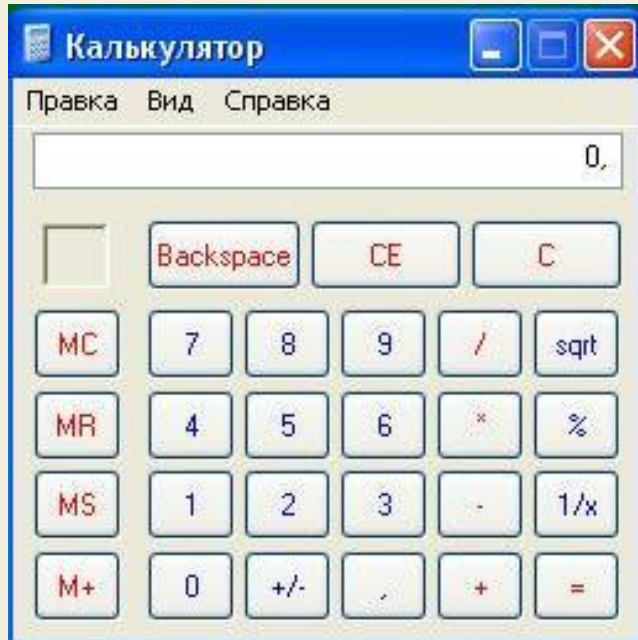 Калькулятор
Правка Вид Справка
0,
Backspace CE C
MC 7 8 9 / sqrt
MR 4 5 6 * %
MS 1 2 3 - 1/x
M+ 0 +/- , + =